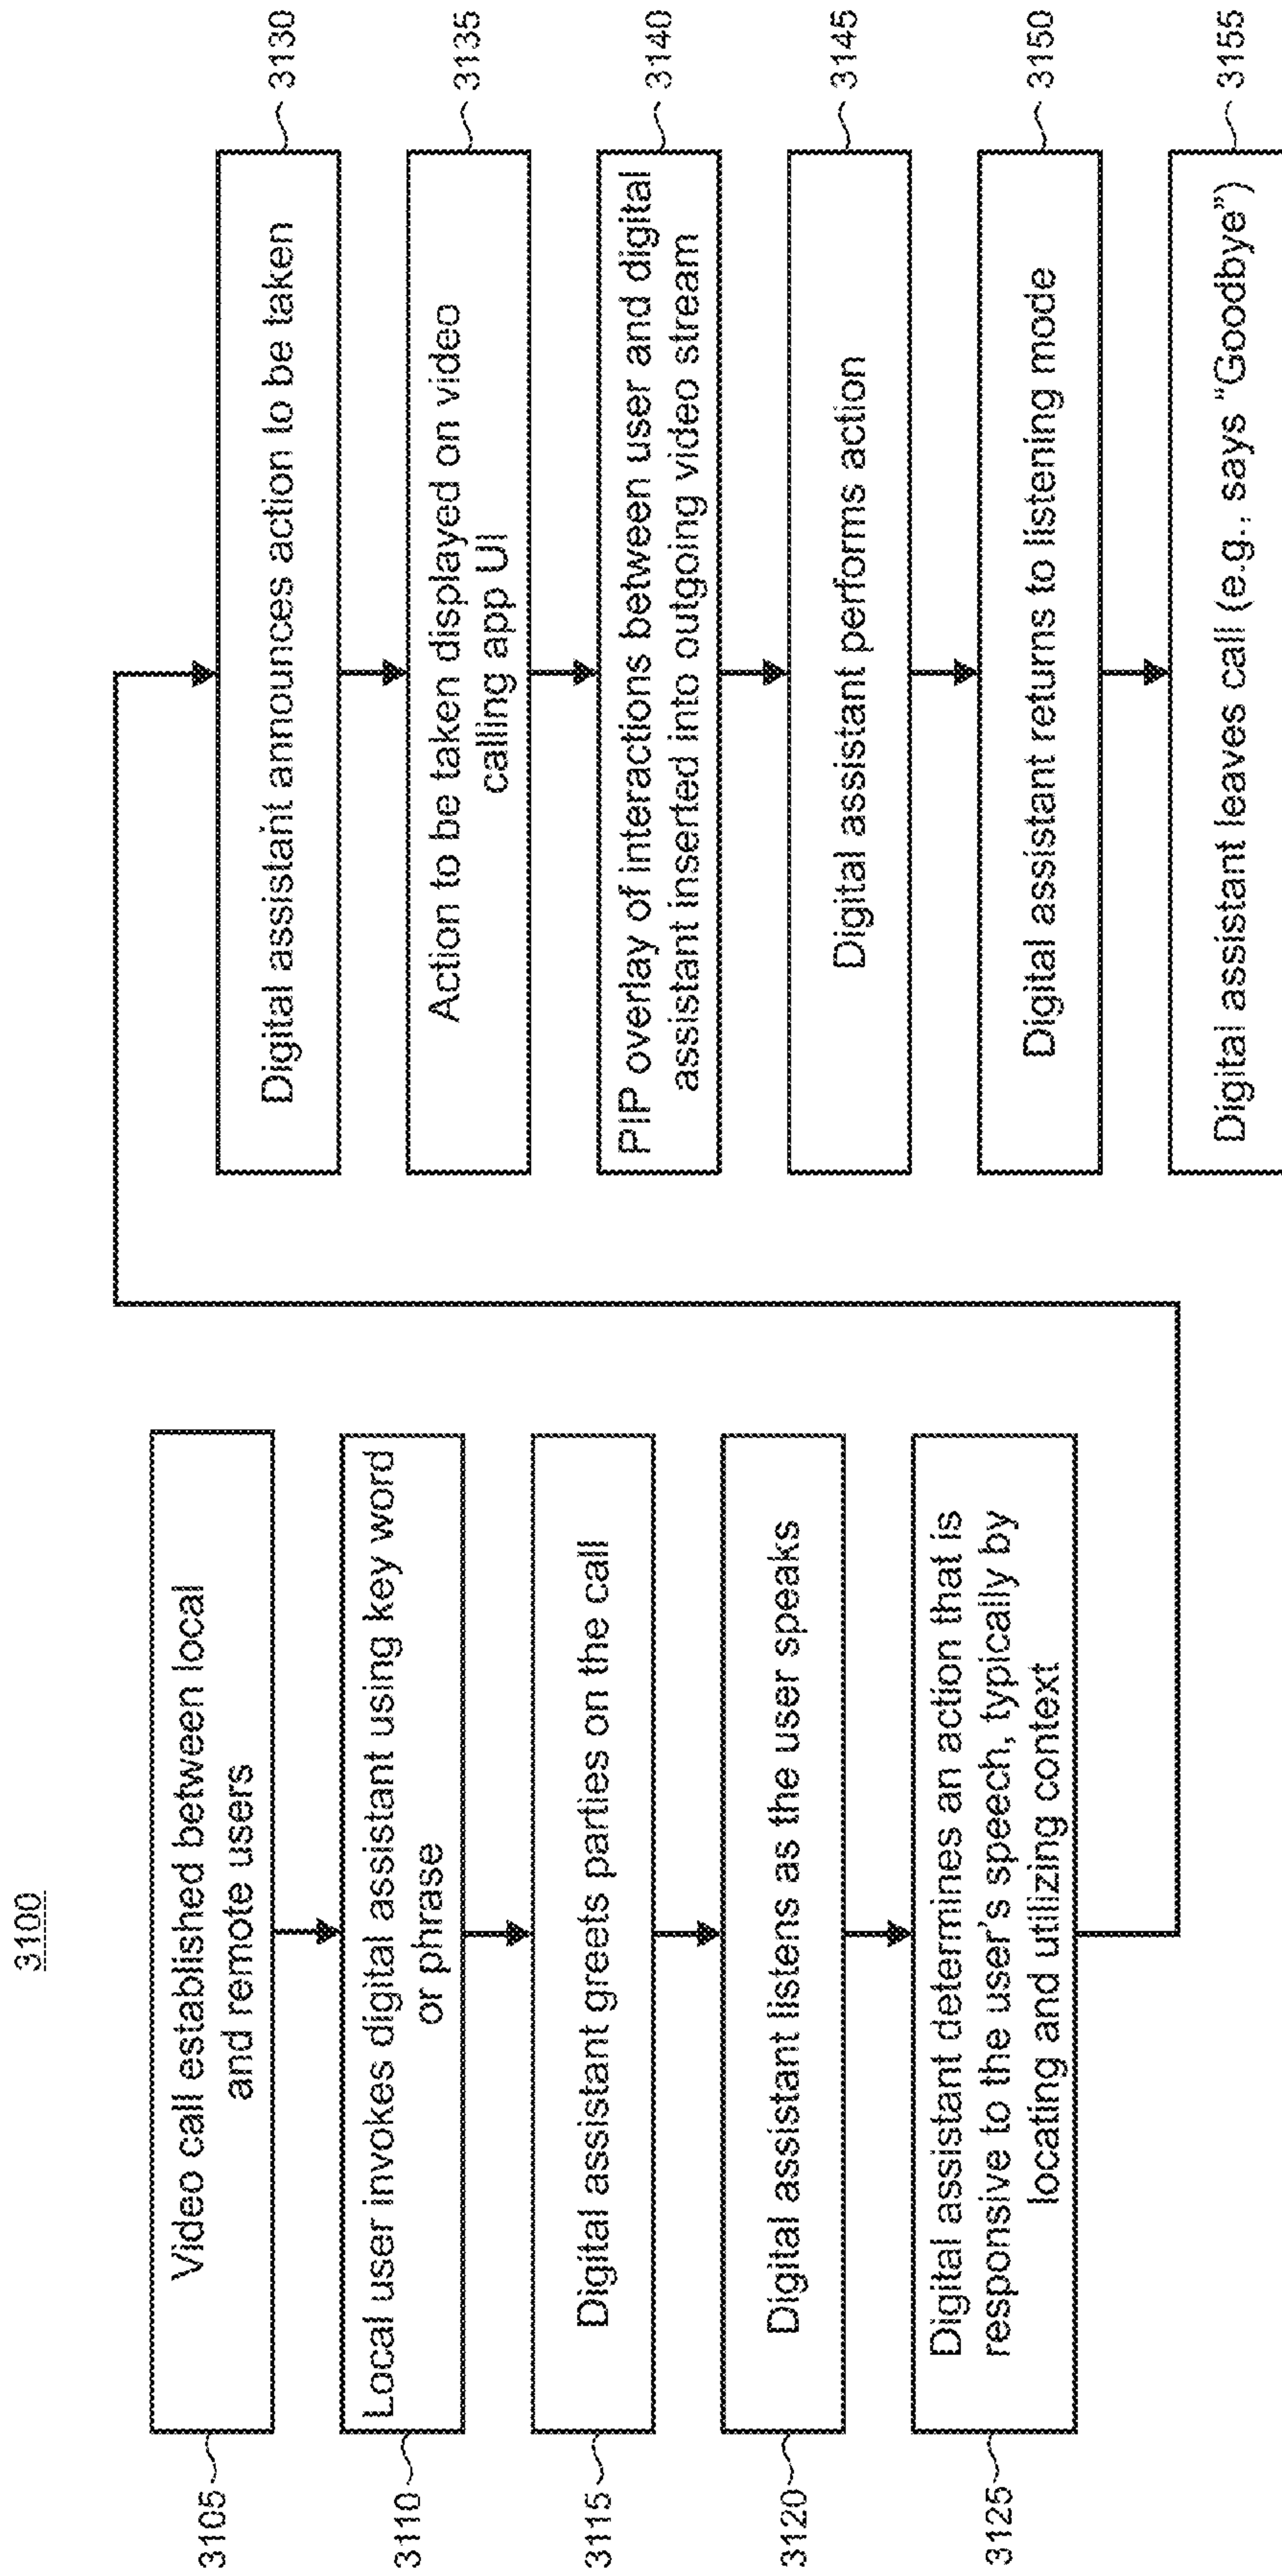 3100
3105
Video call established between local
and remote users
3110
Local user invokes digital assistant using key word
or phrase
3115
Digital assistant greets parties on the call
3120
Digital assistant listens as the user speaks
3125
Digital assistant determines an action that is
responsive to the user's speech, typically by
locating and utilizing context
Digital assistant announces action to be taken
3130
Action to be taken displayed on video
calling app UI
3135
PIP overlay of interactions between user and digital
assistant inserted into outgoing video stream
3140
Digital assistant performs action
3145
Digital assistant returns to listening mode
3150
Digital assistant leaves call (e.g., says "Goodbye")
3155